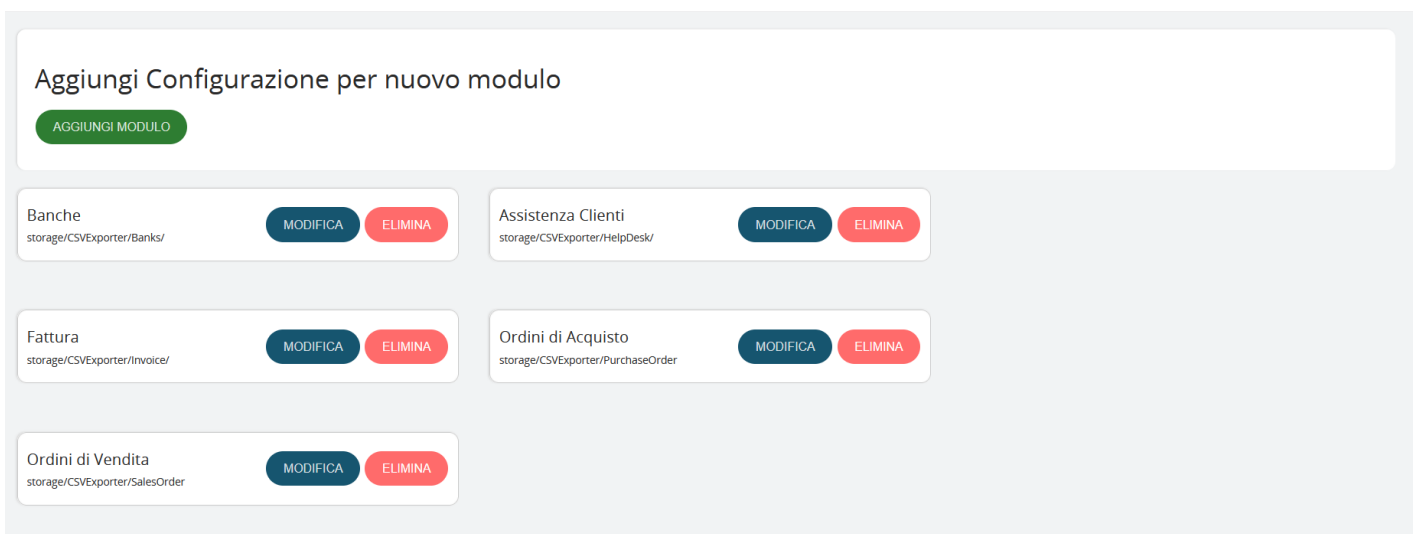 Aggiungi Configurazione per nuovo modulo
AGGIUNGI MODULO
Banche
storage/CSVExporter/Banks/
MODIFICA ELIMINA
Assistenza Clienti
storage/CSVExporter/HelpDesk/
MODIFICA ELIMINA
Fattura
storage/CSVExporter/Invoice/
MODIFICA ELIMINA
Ordini di Acquisto
storage/CSVExporter/PurchaseOrder
MODIFICA ELIMINA
Ordini di Vendita
storage/CSVExporter/SalesOrder
MODIFICA ELIMINA